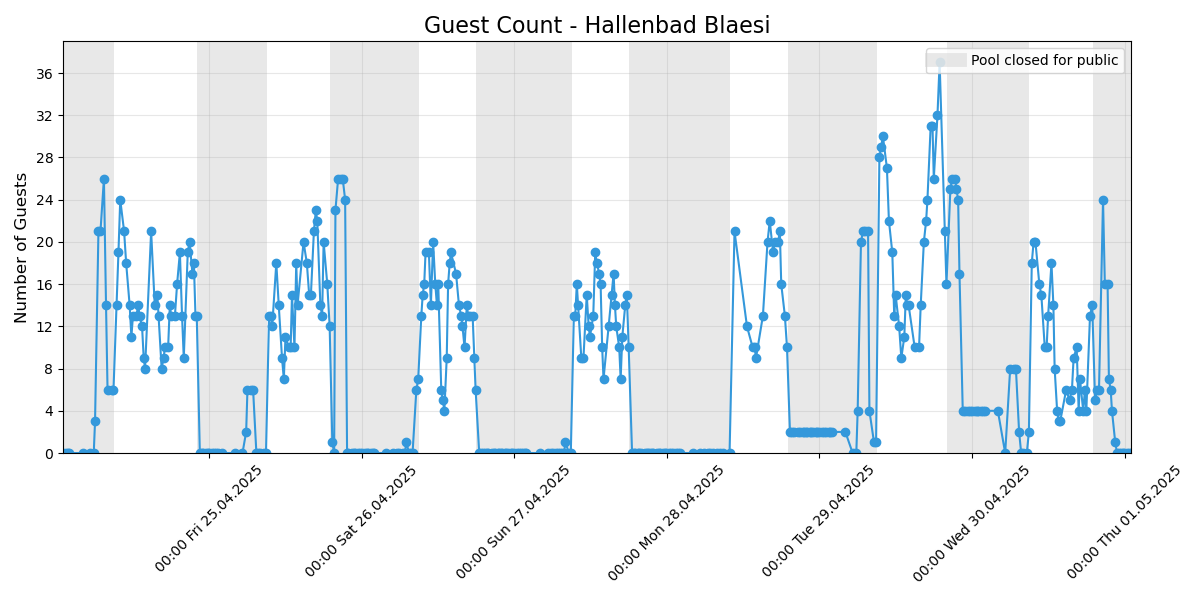 Guest Count - Hallenbad Blaesi
Pool closed for public
Number of Guests
36
32
28
24
20
16
12
8
4
0
00:00 Fri 25.04.2025
00:00 Sat 26.04.2025
00:00 Sun 27.04.2025
00:00 Mon 28.04.2025
00:00 Tue 29.04.2025
00:00 Wed 30.04.2025
00:00 Thu 01.05.2025